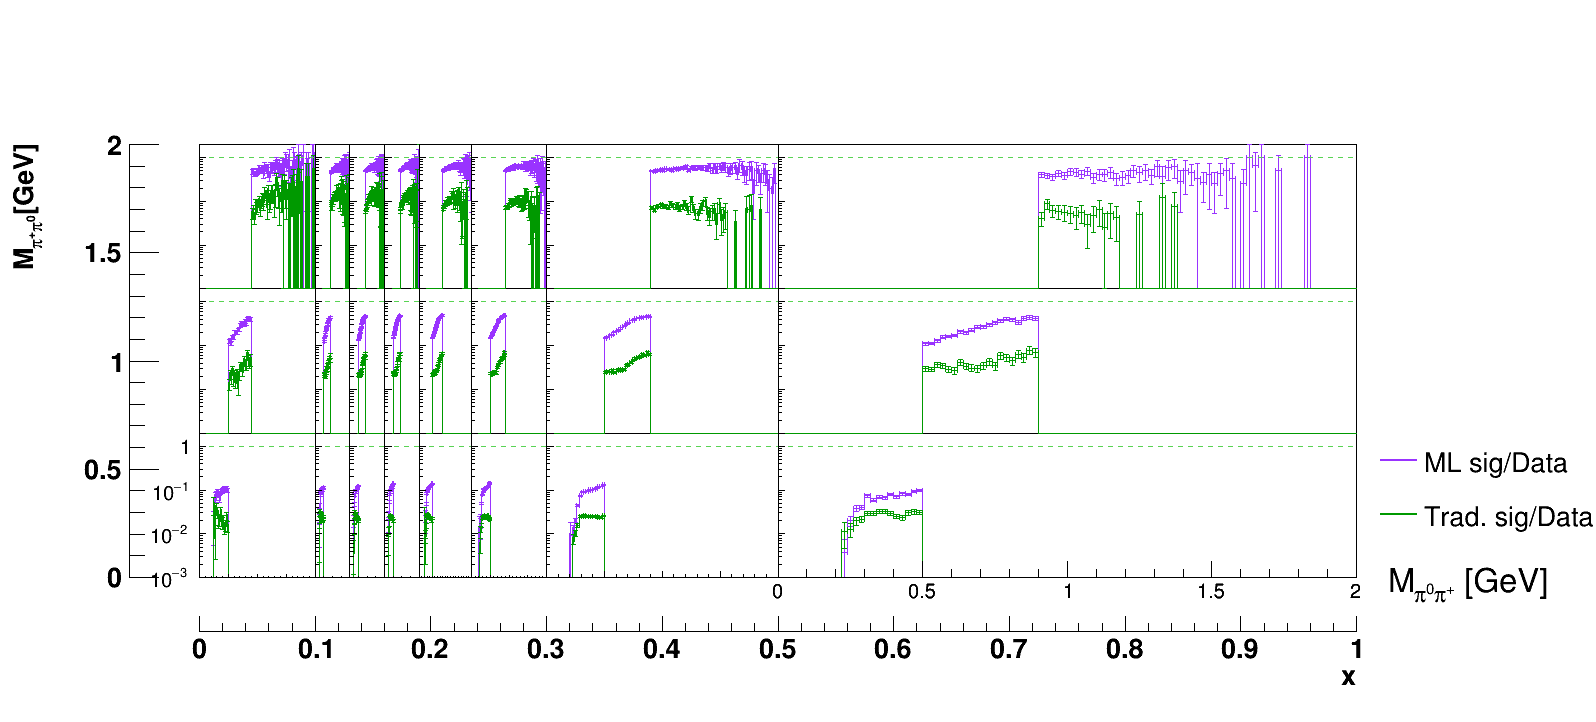 M_{π⁺π⁰}[GeV]
2
1.5
1
0.5
0
1
10⁻¹
10⁻²
10⁻³
ML sig/Data
Trad. sig/Data
0 0.5 1 1.5 2
M_{π⁰π⁺} [GeV]
0 0.1 0.2 0.3 0.4 0.5 0.6 0.7 0.8 0.9 1
x